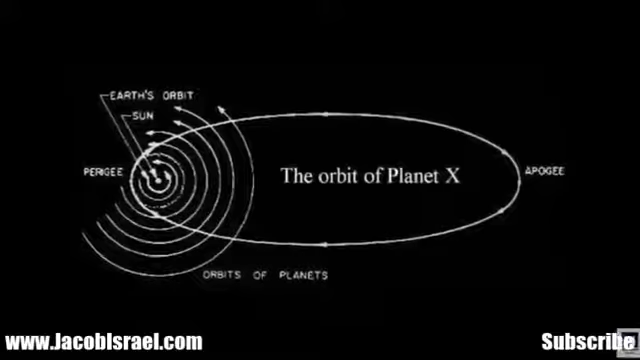 EARTH'S ORBIT
SUN
PERIGEE
The orbit of Planet X
APOGEE
ORBITS OF PLANETS
www.JacobIsrael.com
Subscribe